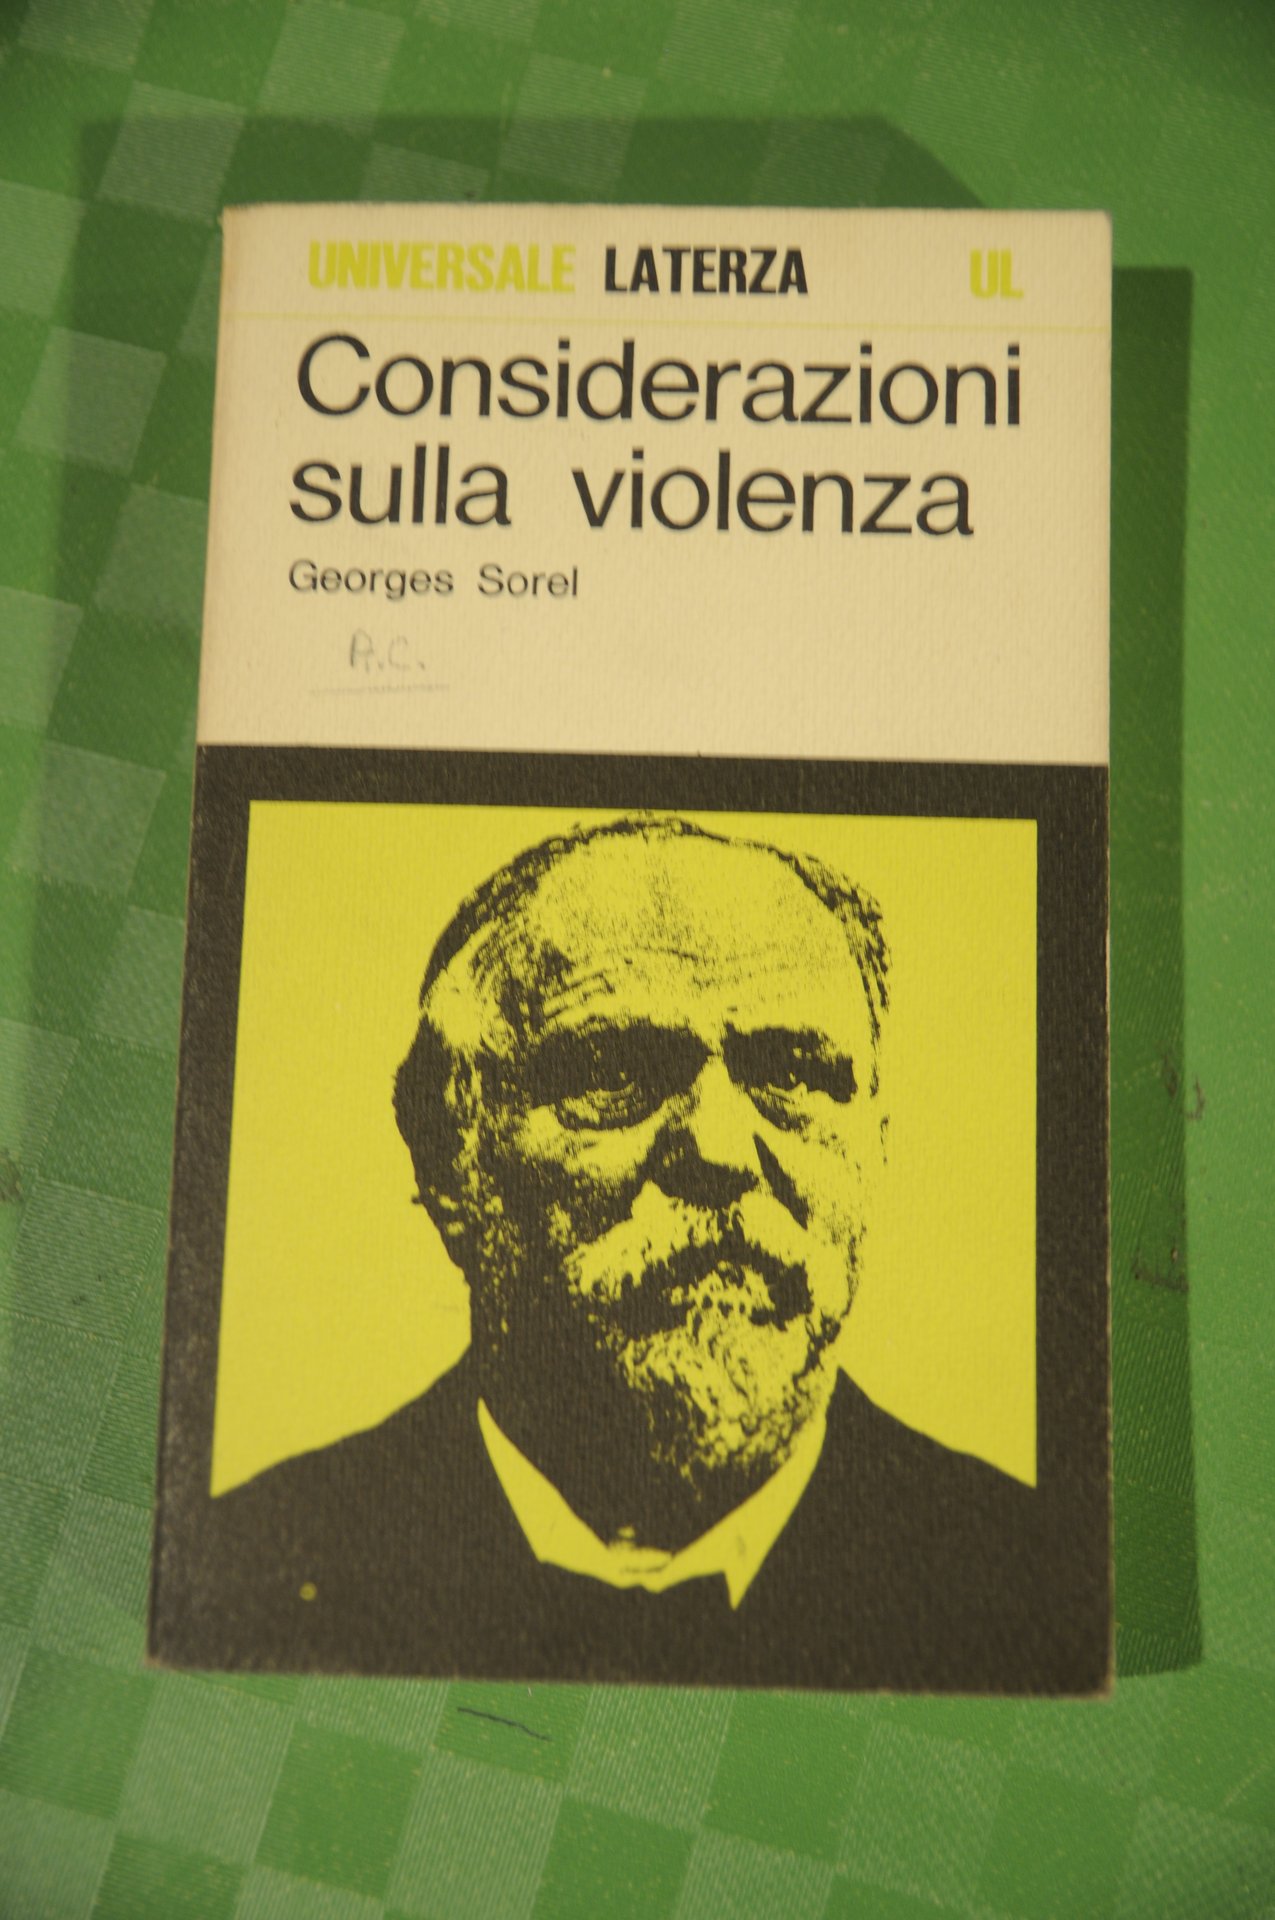 UNIVERSALE LATERZA UL
Considerazioni
sulla violenza
Georges Sorel
A.C.